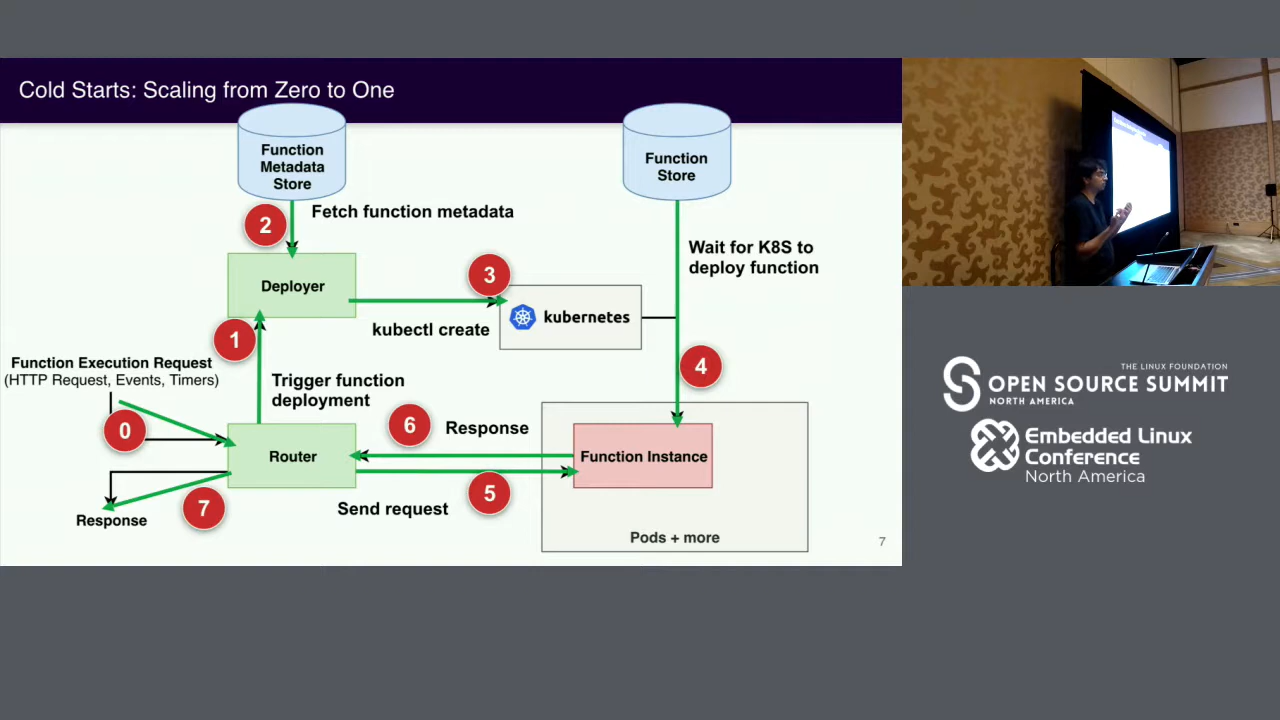 Cold Starts: Scaling from Zero to One
Function
Metadata
Store
Function
Store
2
Fetch function metadata
Wait for K8S to
deploy function
Deployer
3
kubernetes
kubectl create
1
4
Function Execution Request
(HTTP Request, Events, Timers)
Trigger function
deployment
0
6
Response
Router
Function Instance
5
Send request
7
Response
Pods + more
7
THE LINUX FOUNDATION
OPEN SOURCE SUMMIT
NORTH AMERICA
Embedded Linux
Conference
North America